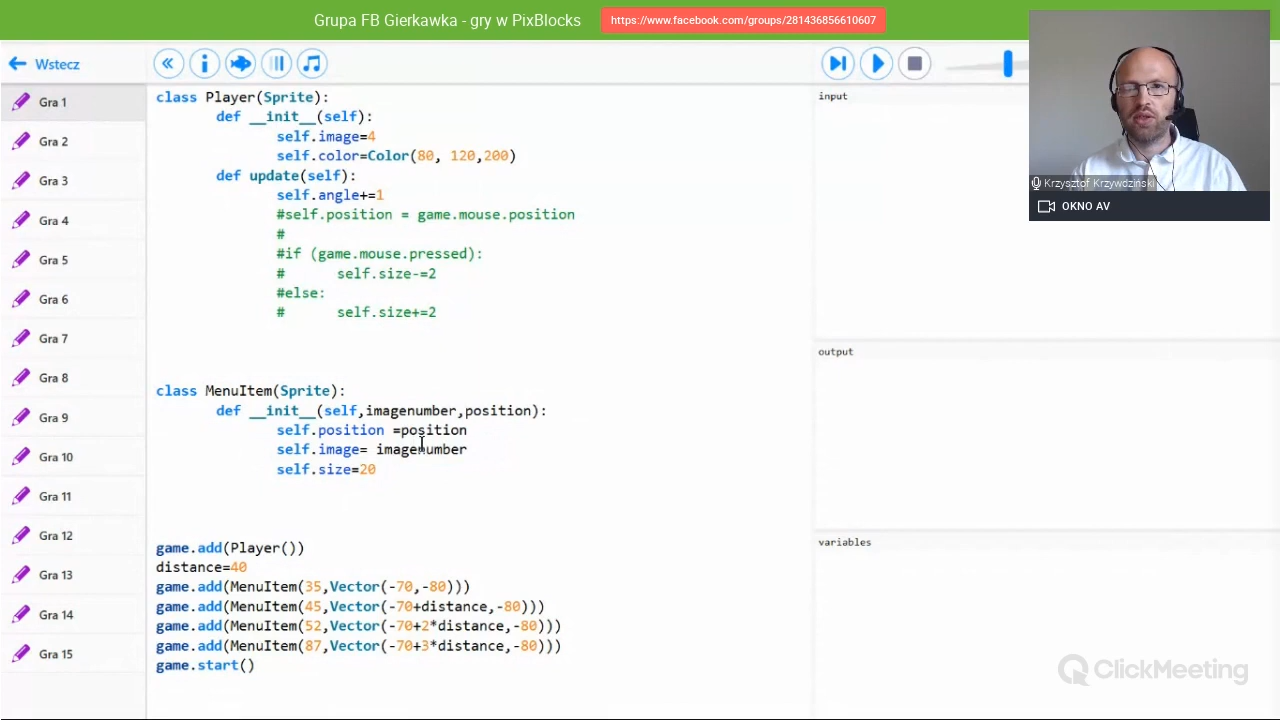 Grupa FB Gierkawka - gry w PixBlocks
https://www.facebook.com/groups/281436856610607
Wstecz
Gra 1
Gra 2
Gra 3
Gra 4
Gra 5
Gra 6
Gra 7
Gra 8
Gra 9
Gra 10
Gra 11
Gra 12
Gra 13
Gra 14
Gra 15
class Player(Sprite):
def __init__(self):
self.image=4
self.color=Color(80, 120,200)
def update(self):
self.angle+=1
#self.position = game.mouse.position
#
#if (game.mouse.pressed):
# self.size-=2
#else:
# self.size+=2
class MenuItem(Sprite):
def __init__(self,imagenumber,position):
self.position =position
self.image= imagenumber
self.size=20
game.add(Player())
distance=40
game.add(MenuItem(35,Vector(-70,-80)))
game.add(MenuItem(45,Vector(-70+distance,-80)))
game.add(MenuItem(52,Vector(-70+2*distance,-80)))
game.add(MenuItem(87,Vector(-70+3*distance,-80)))
game.start()
input
output
variables
Krzysztof Krzywdziński
OKNO AV
ClickMeeting